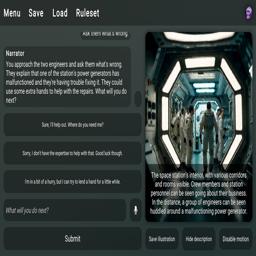 Menu Save Load Ruleset
Ask them what's wrong.
Narrator
You approach the two engineers and ask them what's wrong.
They explain that one of the station's power generators has
malfunctioned and they're having trouble fixing it. They could
use some extra hands to help with the repairs. What will you do
next?
Sure, I'll help out. Where do you need me?
Sorry, I don't have the expertise to help with that. Good luck though.
I'm in a bit of a hurry, but I can try to lend a hand for a little while.
What will you do next?
Submit
The space station's interior, with various corridors
and rooms visible. Crew members and station
personnel can be seen going about their business.
In the distance, a group of engineers can be seen
huddled around a malfunctioning power generator.
Save illustration Hide description Disable motion